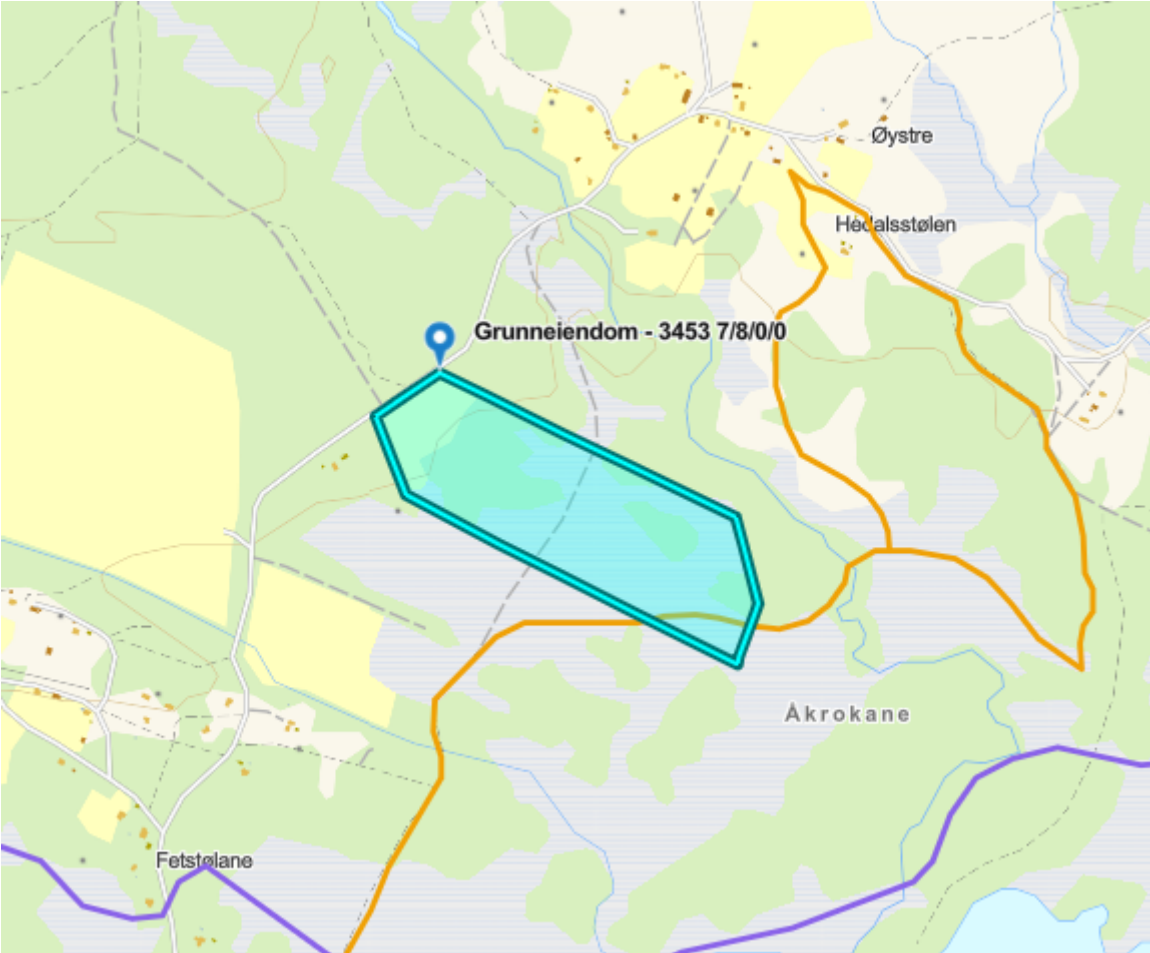 Øystre
Hedalsstølen
Grunneiendom - 3453 7/8/0/0
Åkrokane
Fetstølane